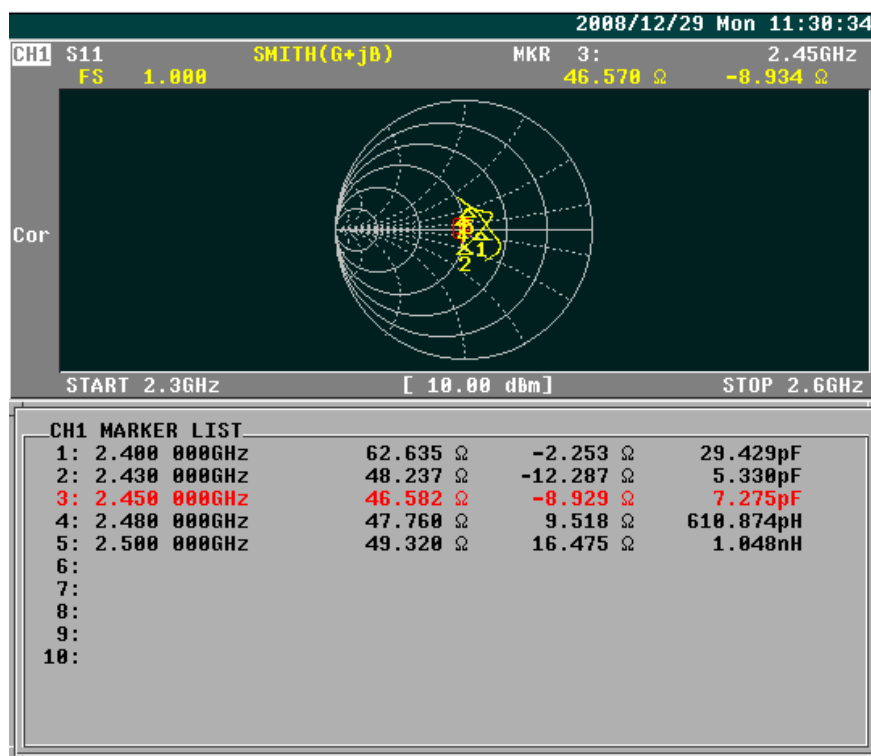 2008/12/29 Mon 11:30:34
CH1 S11 SMITH(G+jB) MKR 3: 2.45GHz
FS 1.000 46.570 Ω -8.934 Ω
1
2
Cor
START 2.3GHz [ 10.00 dBm] STOP 2.6GHz
CH1 MARKER LIST
1: 2.400 000GHz 62.635 Ω -2.253 Ω 29.429pF
2: 2.430 000GHz 48.237 Ω -12.287 Ω 5.330pF
3: 2.450 000GHz 46.582 Ω -8.929 Ω 7.275pF
4: 2.480 000GHz 47.760 Ω 9.518 Ω 610.874pH
5: 2.500 000GHz 49.320 Ω 16.475 Ω 1.048nH
6:
7:
8:
9:
10: